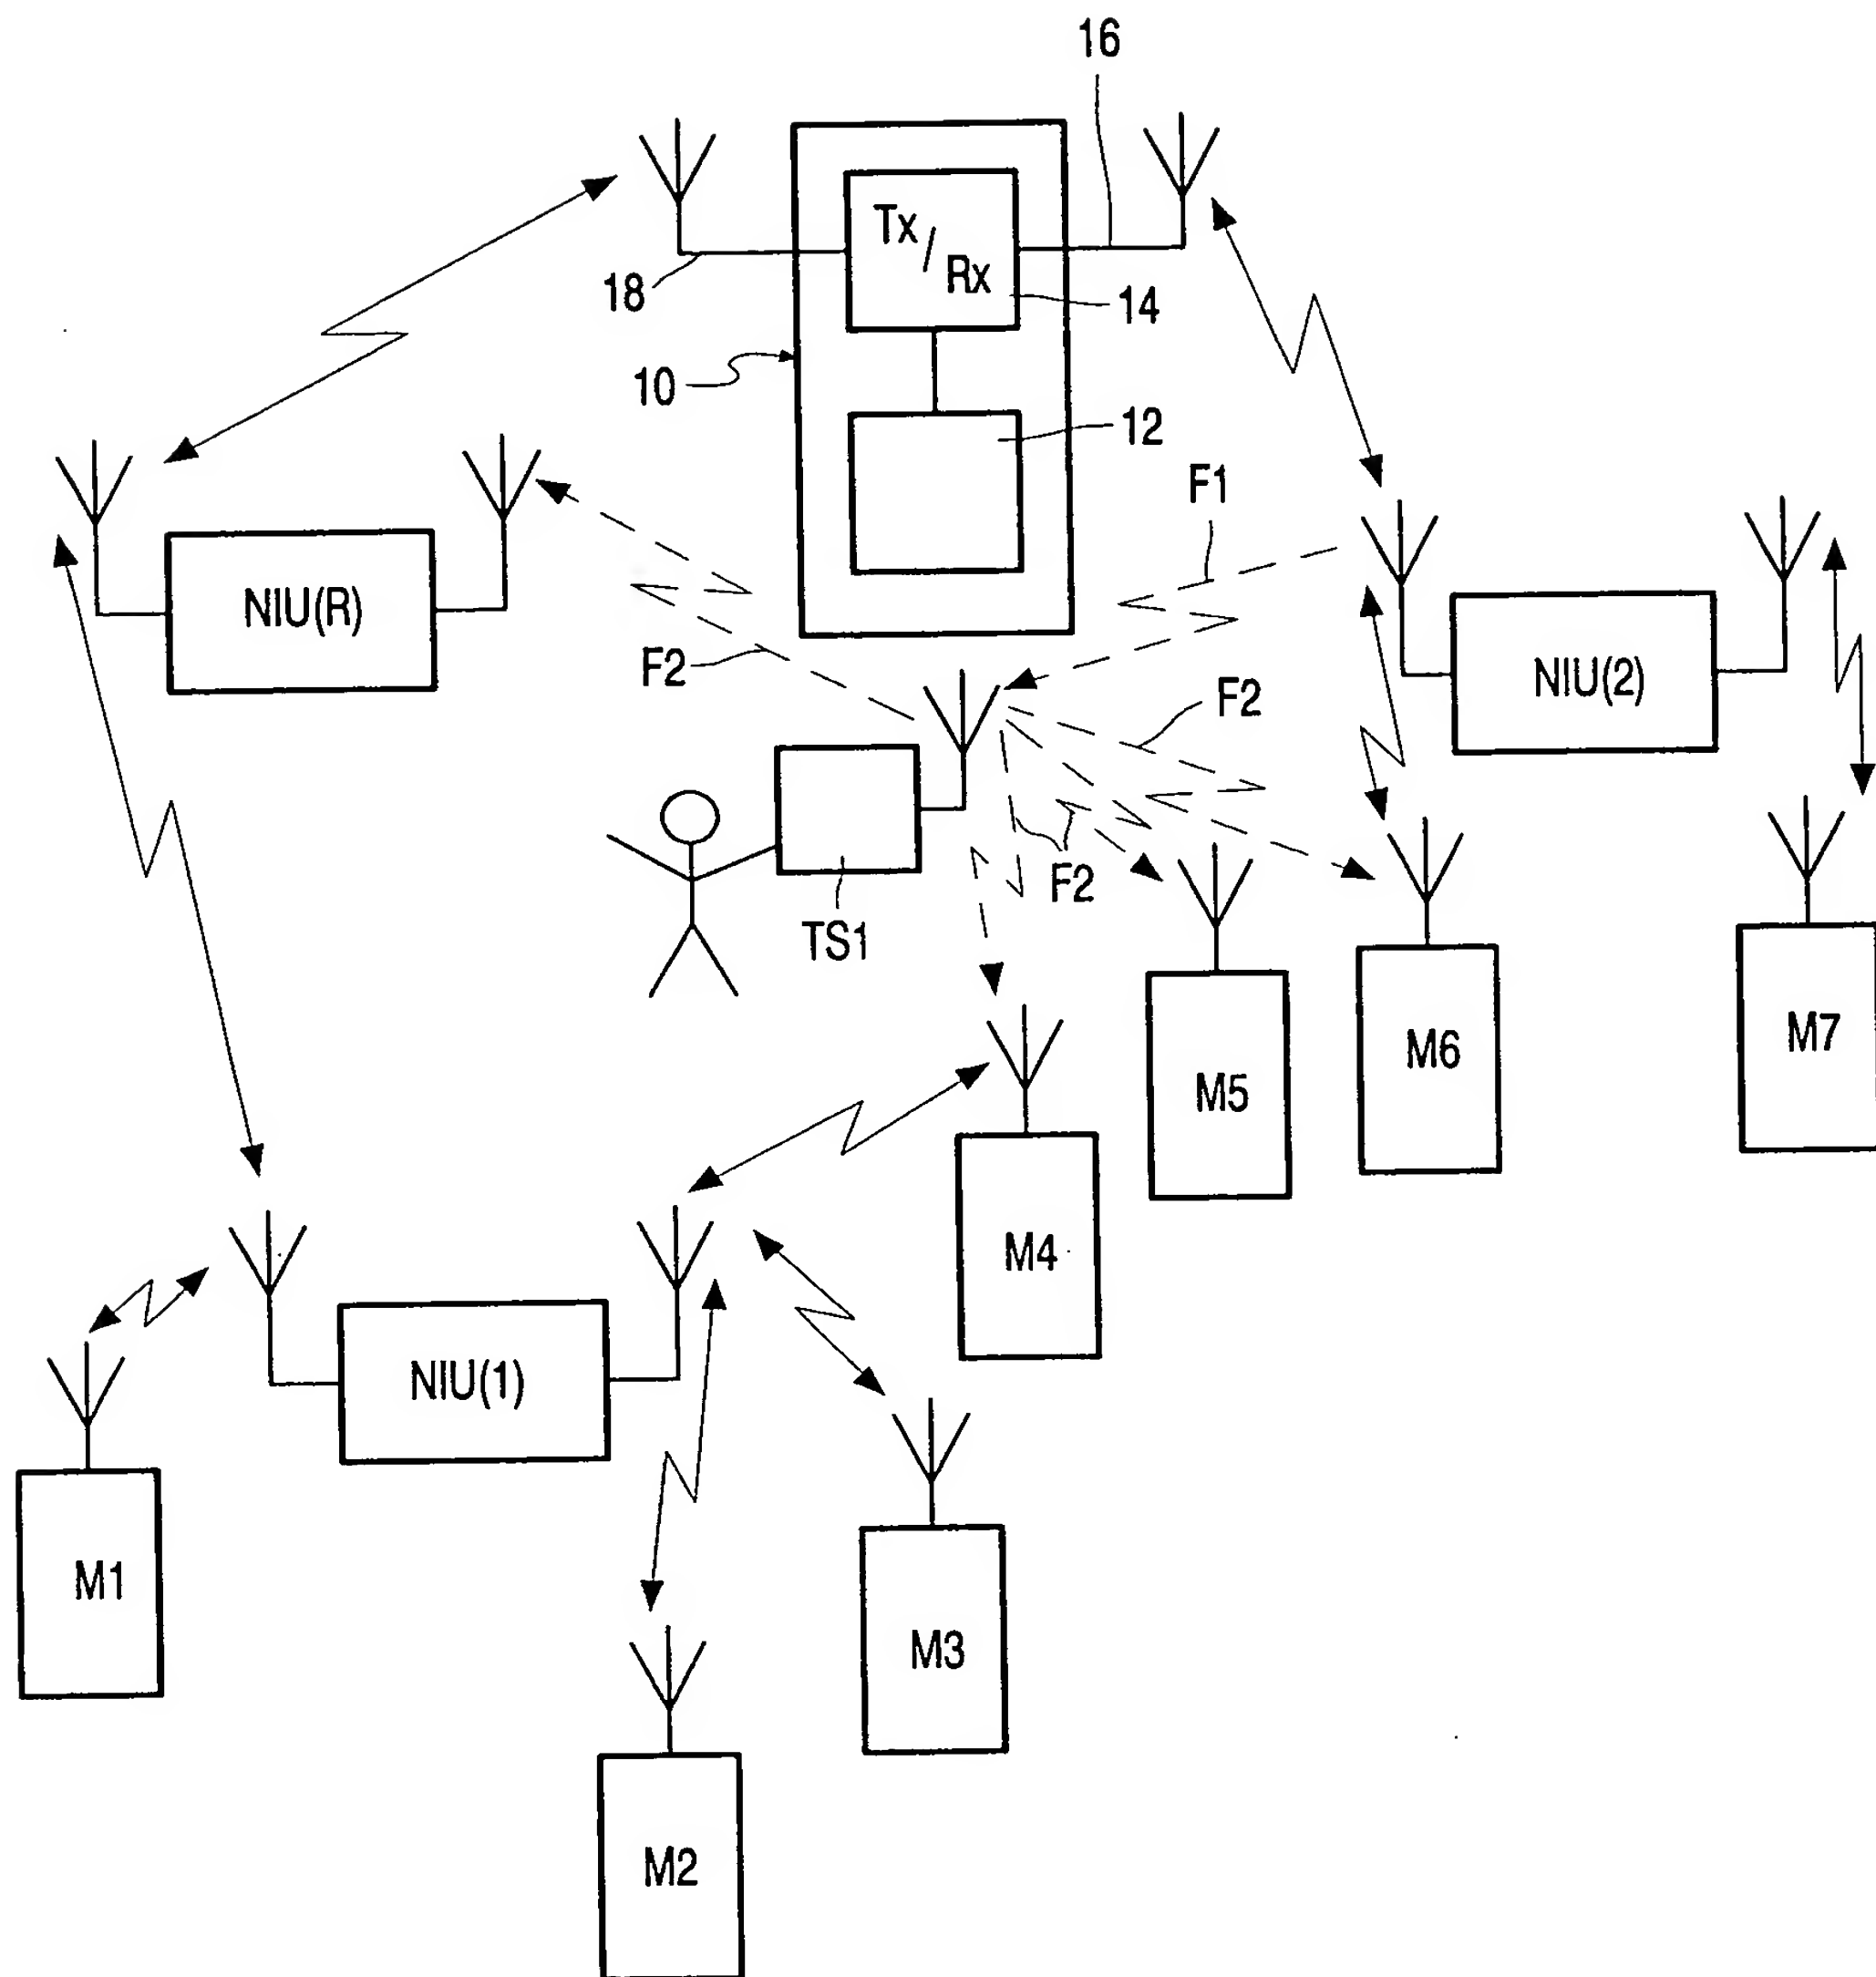 16
Tx
/
Rx
18
14
10
12
F1
NIU(R)
F2
F2
NIU(2)
F2
TS1
M7
M6
M5
M4
NIU(1)
M1
M3
M2